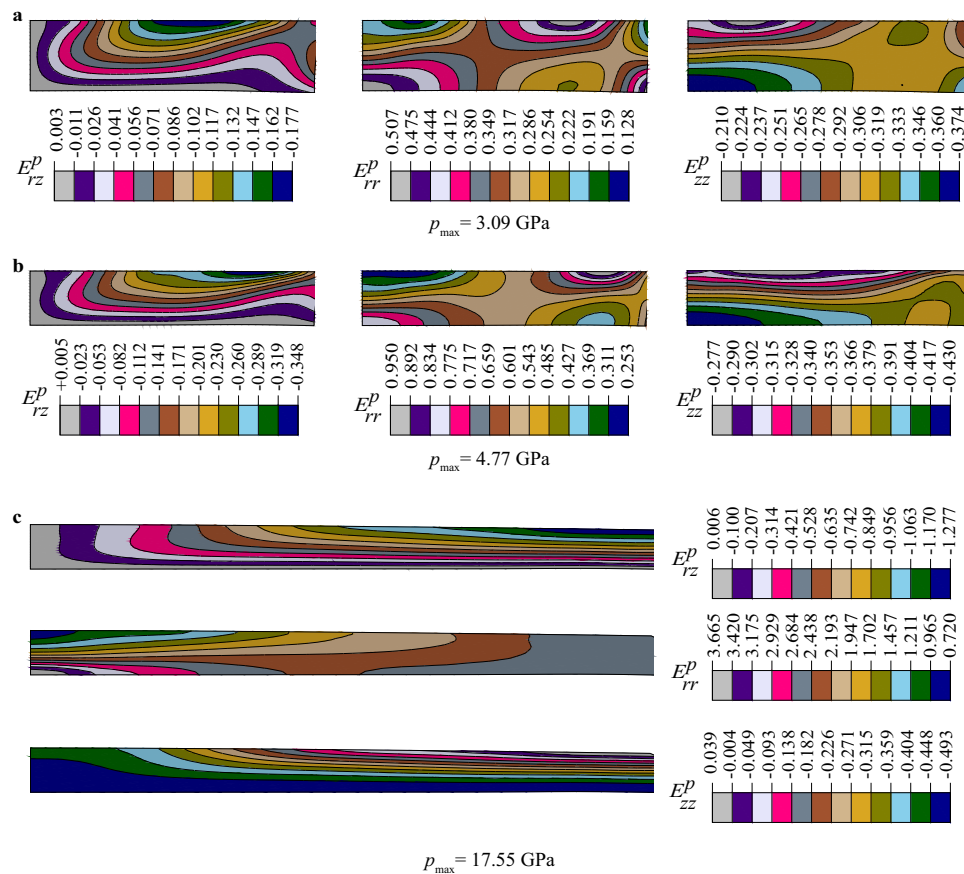 a
0.003 -0.011 -0.026 -0.041 -0.056 -0.071 -0.086 -0.102 -0.117 -0.132 -0.147 -0.162 -0.177
E^p_rz
0.507 0.475 0.444 0.412 0.380 0.349 0.317 0.286 0.254 0.222 0.191 0.159 0.128
E^p_rr
-0.210 -0.224 -0.237 -0.251 -0.265 -0.278 -0.292 -0.306 -0.319 -0.333 -0.346 -0.360 -0.374
E^p_zz
p_max = 3.09 GPa
b
+0.005 -0.023 -0.053 -0.082 -0.112 -0.141 -0.171 -0.201 -0.230 -0.260 -0.289 -0.319 -0.348
E^p_rz
0.950 0.892 0.834 0.775 0.717 0.659 0.601 0.543 0.485 0.427 0.369 0.311 0.253
E^p_rr
-0.277 -0.290 -0.302 -0.315 -0.328 -0.340 -0.353 -0.366 -0.379 -0.391 -0.404 -0.417 -0.430
E^p_zz
p_max = 4.77 GPa
c
0.006 -0.100 -0.207 -0.314 -0.421 -0.528 -0.635 -0.742 -0.849 -0.956 -1.063 -1.170 -1.277
E^p_rz
3.665 3.420 3.175 2.929 2.684 2.438 2.193 1.947 1.702 1.457 1.211 0.965 0.720
E^p_rr
0.039 -0.004 -0.049 -0.093 -0.138 -0.182 -0.226 -0.271 -0.315 -0.359 -0.404 -0.448 -0.493
E^p_zz
p_max = 17.55 GPa